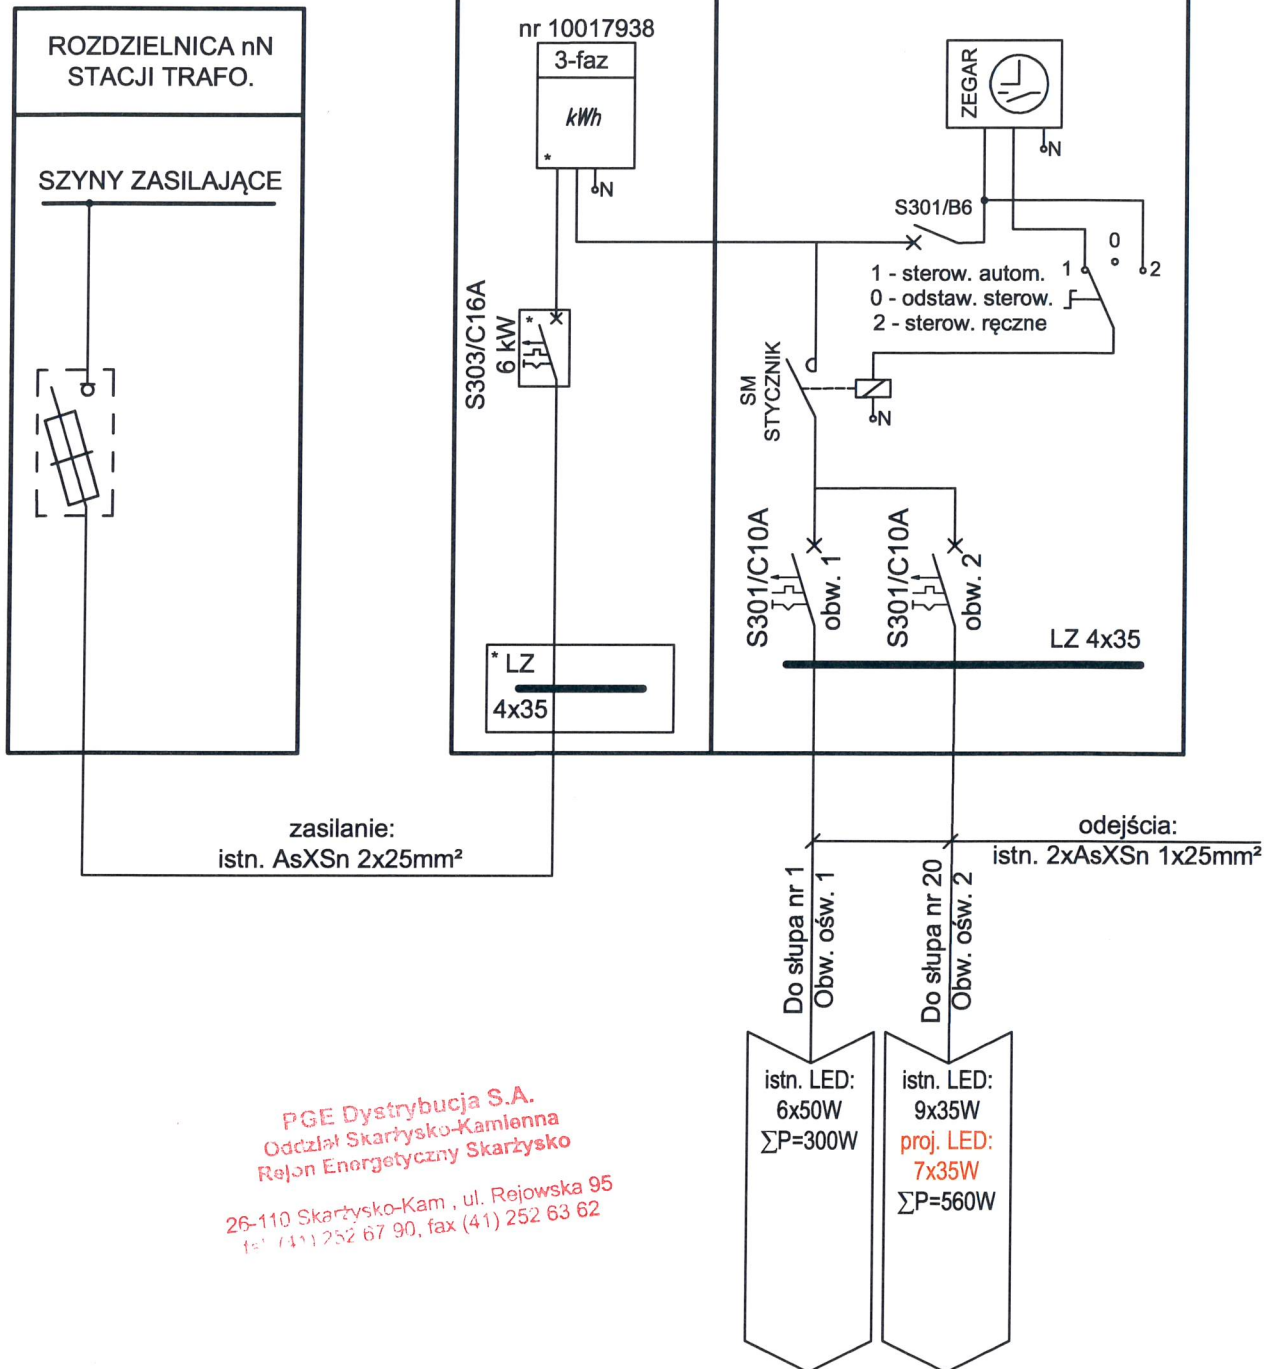 ROZDZIELNICA nN
STACJI TRAFO.
SZYNY ZASILAJĄCE
nr 10017938
3-faz
kWh
*
N
S303/C16A
6 kW
*
* LZ
4x35
ZEGAR
N
S301/B6
1 - sterow. autom.
0 - odstaw. sterow.
2 - sterow. ręczne
1
0
2
SM
STYCZNIK
N
S301/C10A
obw. 1
S301/C10A
obw. 2
LZ 4x35
zasilanie:
istn. AsXSn 2x25mm²
odejścia:
istn. 2xAsXSn 1x25mm²
Do słupa nr 1
Obw. ośw. 1
Do słupa nr 20
Obw. ośw. 2
istn. LED:
6x50W
∑P=300W
istn. LED:
9x35W
proj. LED:
7x35W
∑P=560W
PGE Dystrybucja S.A.
Oddział Skarżysko-Kamienna
Rejon Energetyczny Skarżysko
26-110 Skarżysko-Kam , ul. Rejowska 95
tel. (41) 252 67 90, fax (41) 252 63 62